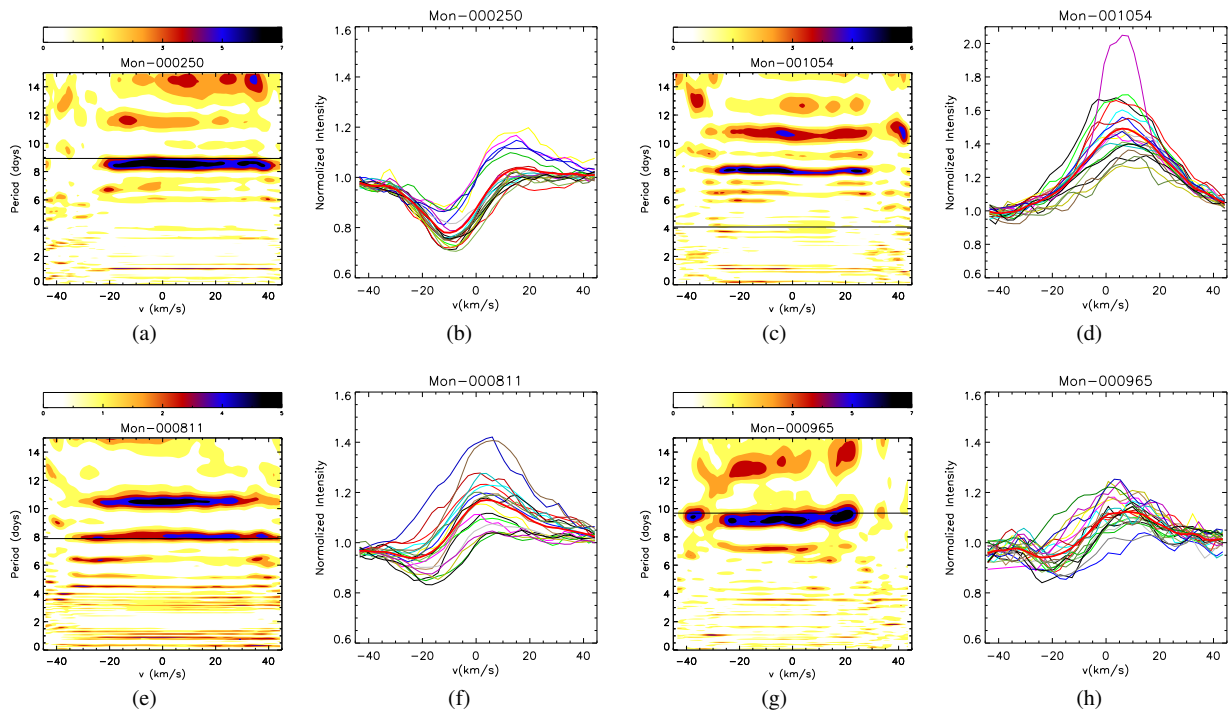 0 1 3 4 6 7
Mon-000250
14
12
10
8
6
4
2
0
Period (days)
−40 −20 0 20 40
v (km/s)
(a)
Mon-000250
1.6
1.4
1.2
1.0
0.8
0.6
Normalized Intensity
−40 −20 0 20 40
v(km/s)
(b)
0 1 3 4 5 6
Mon-001054
14
12
10
8
6
4
2
0
Period (days)
−40 −20 0 20 40
v (km/s)
(c)
Mon-001054
2.0
1.8
1.6
1.4
1.2
1.0
0.8
Normalized Intensity
−40 −20 0 20 40
v(km/s)
(d)
0 1 2 3 4 5
Mon-000811
14
12
10
8
6
4
2
0
Period (days)
−40 −20 0 20 40
v (km/s)
(e)
Mon-000811
1.6
1.4
1.2
1.0
0.8
0.6
Normalized Intensity
−40 −20 0 20 40
v(km/s)
(f)
0 1 3 4 6 7
Mon-000965
14
12
10
8
6
4
2
0
Period (days)
−40 −20 0 20 40
v (km/s)
(g)
Mon-000965
1.6
1.4
1.2
1.0
0.8
0.6
Normalized Intensity
−40 −20 0 20 40
v(km/s)
(h)